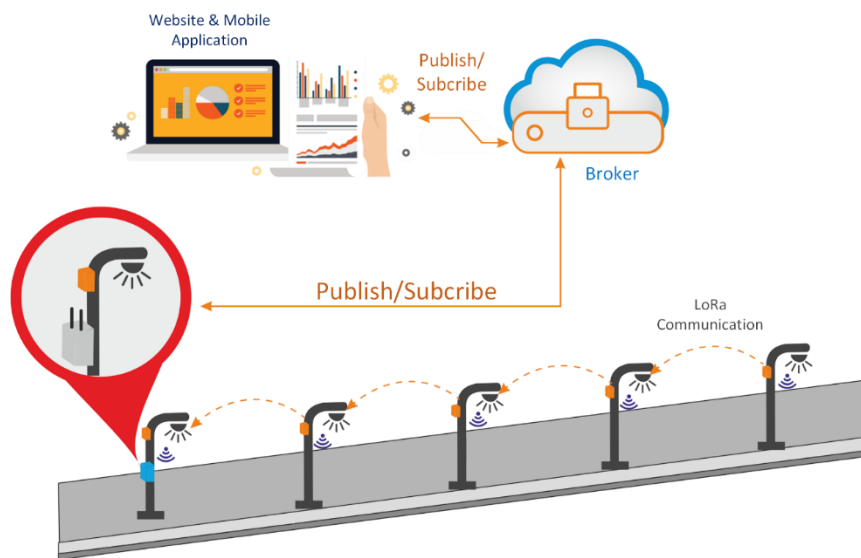 Website & Mobile
Application
Publish/
Subcribe
Broker
Publish/Subcribe
LoRa
Communication